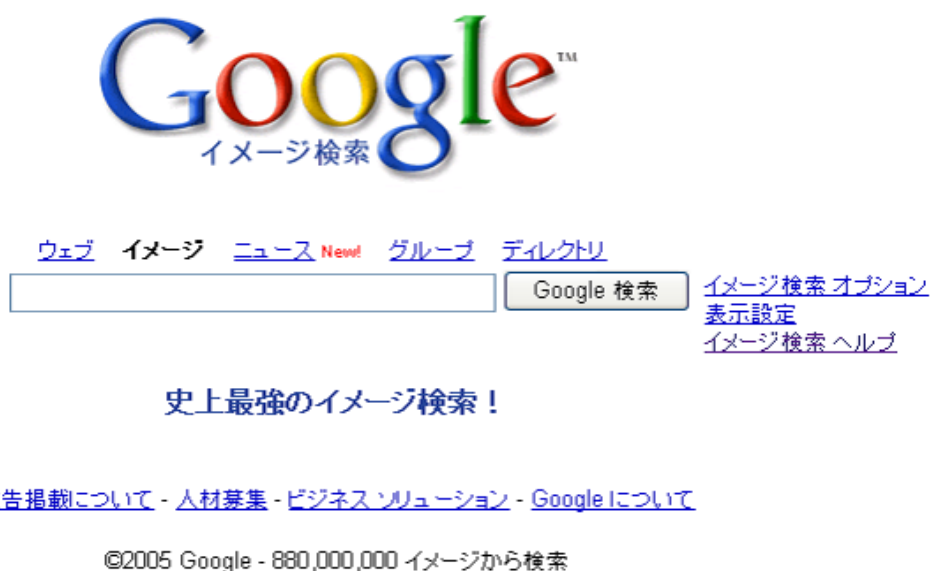 Google™
イメージ検索
ウェブ イメージ ニュース New! グループ ディレクトリ
Google 検索
イメージ検索 オプション
表示設定
イメージ検索 ヘルプ
史上最強のイメージ検索！
告掲載について - 人材募集 - ビジネス ソリューション - Google について
©2005 Google - 880,000,000 イメージから検索